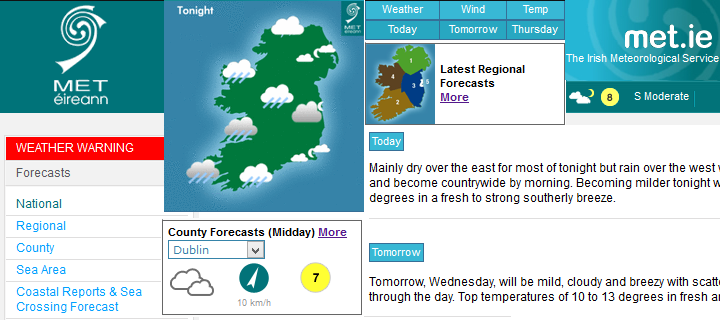 MET
éireann
WEATHER WARNING
Forecasts
National
Regional
County
Sea Area
Coastal Reports & Sea
Crossing Forecast
Tonight
MET
éireann
County Forecasts (Midday) More
Dublin
10 km/h
7
Weather Wind Temp
Today Tomorrow Thursday
1
4
3
5
2
Latest Regional
Forecasts
More
met.ie
The Irish Meteorological Service
8 S Moderate
Today
Mainly dry over the east for most of tonight but rain over the west
and become countrywide by morning. Becoming milder tonight
degrees in a fresh to strong southerly breeze.
Tomorrow
Tomorrow, Wednesday, will be mild, cloudy and breezy with
through the day. Top temperatures of 10 to 13 degrees in fresh